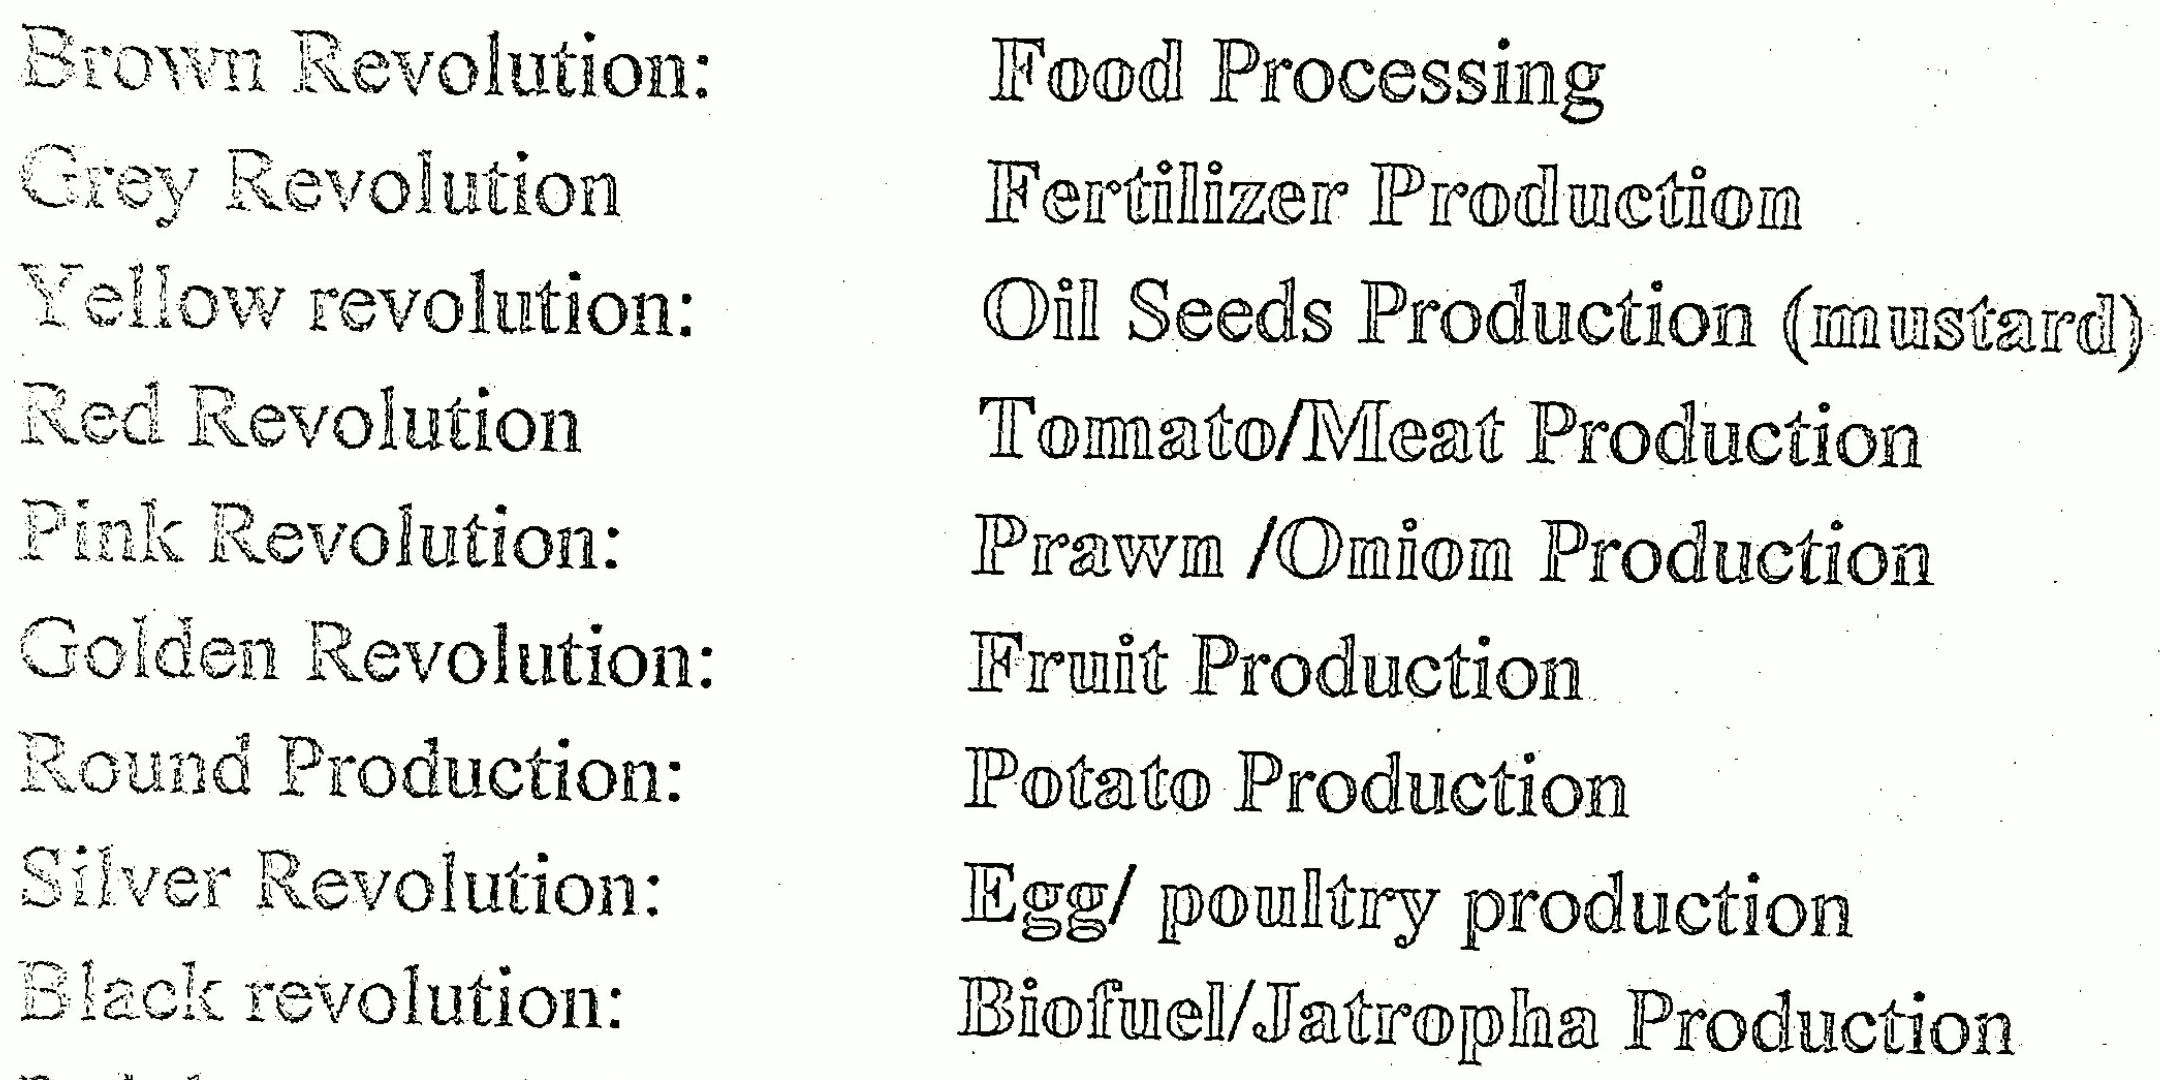 Brown Revolution: Food Processing
Grey Revolution Fertilizer Production
Yellow revolution: Oil Seeds Production (mustard)
Red Revolution Tomato/Meat Production
Pink Revolution: Prawn /Onion Production
Golden Revolution: Fruit Production
Round Production: Potato Production
Silver Revolution: Egg/ poultry production
Black revolution: Biofuel/Jatropha Production